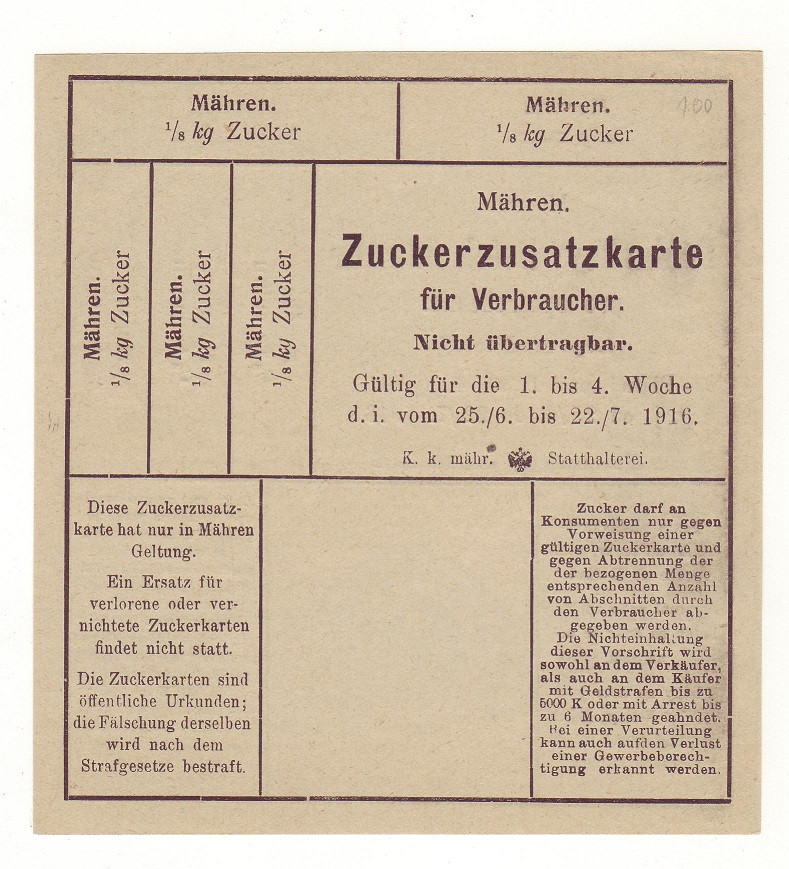 Mähren.
1/8 kg Zucker
Mähren.
1/8 kg Zucker
100
Mähren.
1/8 kg Zucker
Mähren.
1/8 kg Zucker
Mähren.
1/8 kg Zucker
Mähren.
Zuckerzusatzkarte
für Verbraucher.
Nicht übertragbar.
Gültig für die 1. bis 4. Woche
d. i. vom 25./6. bis 22./7. 1916.
K. k. mähr. Statthalterei.
Diese Zuckerzusatz-
karte hat nur in Mähren
Geltung.
Ein Ersatz für
verlorene oder ver-
nichtete Zuckerkarten
findet nicht statt.
Die Zuckerkarten sind
öffentliche Urkunden;
die Fälschung derselben
wird nach dem
Strafgesetze bestraft.
Zucker darf an
Konsumenten nur gegen
Vorweisung einer
gültigen Zuckerkarte und
gegen Abtrennung der
der bezogenen Menge
entsprechenden Anzahl
von Abschnitten durch
den Verbraucher ab-
gegeben werden.
Die Nichteinhaltung
dieser Vorschrift wird
sowohl an dem Verkäufer,
als auch an dem Käufer
mit Geldstrafen bis zu
5000 K oder mit Arrest bis
zu 6 Monaten geahndet.
Bei einer Verurteilung
kann auch auf den Verlust
einer Gewerbeberech-
tigung erkannt werden.